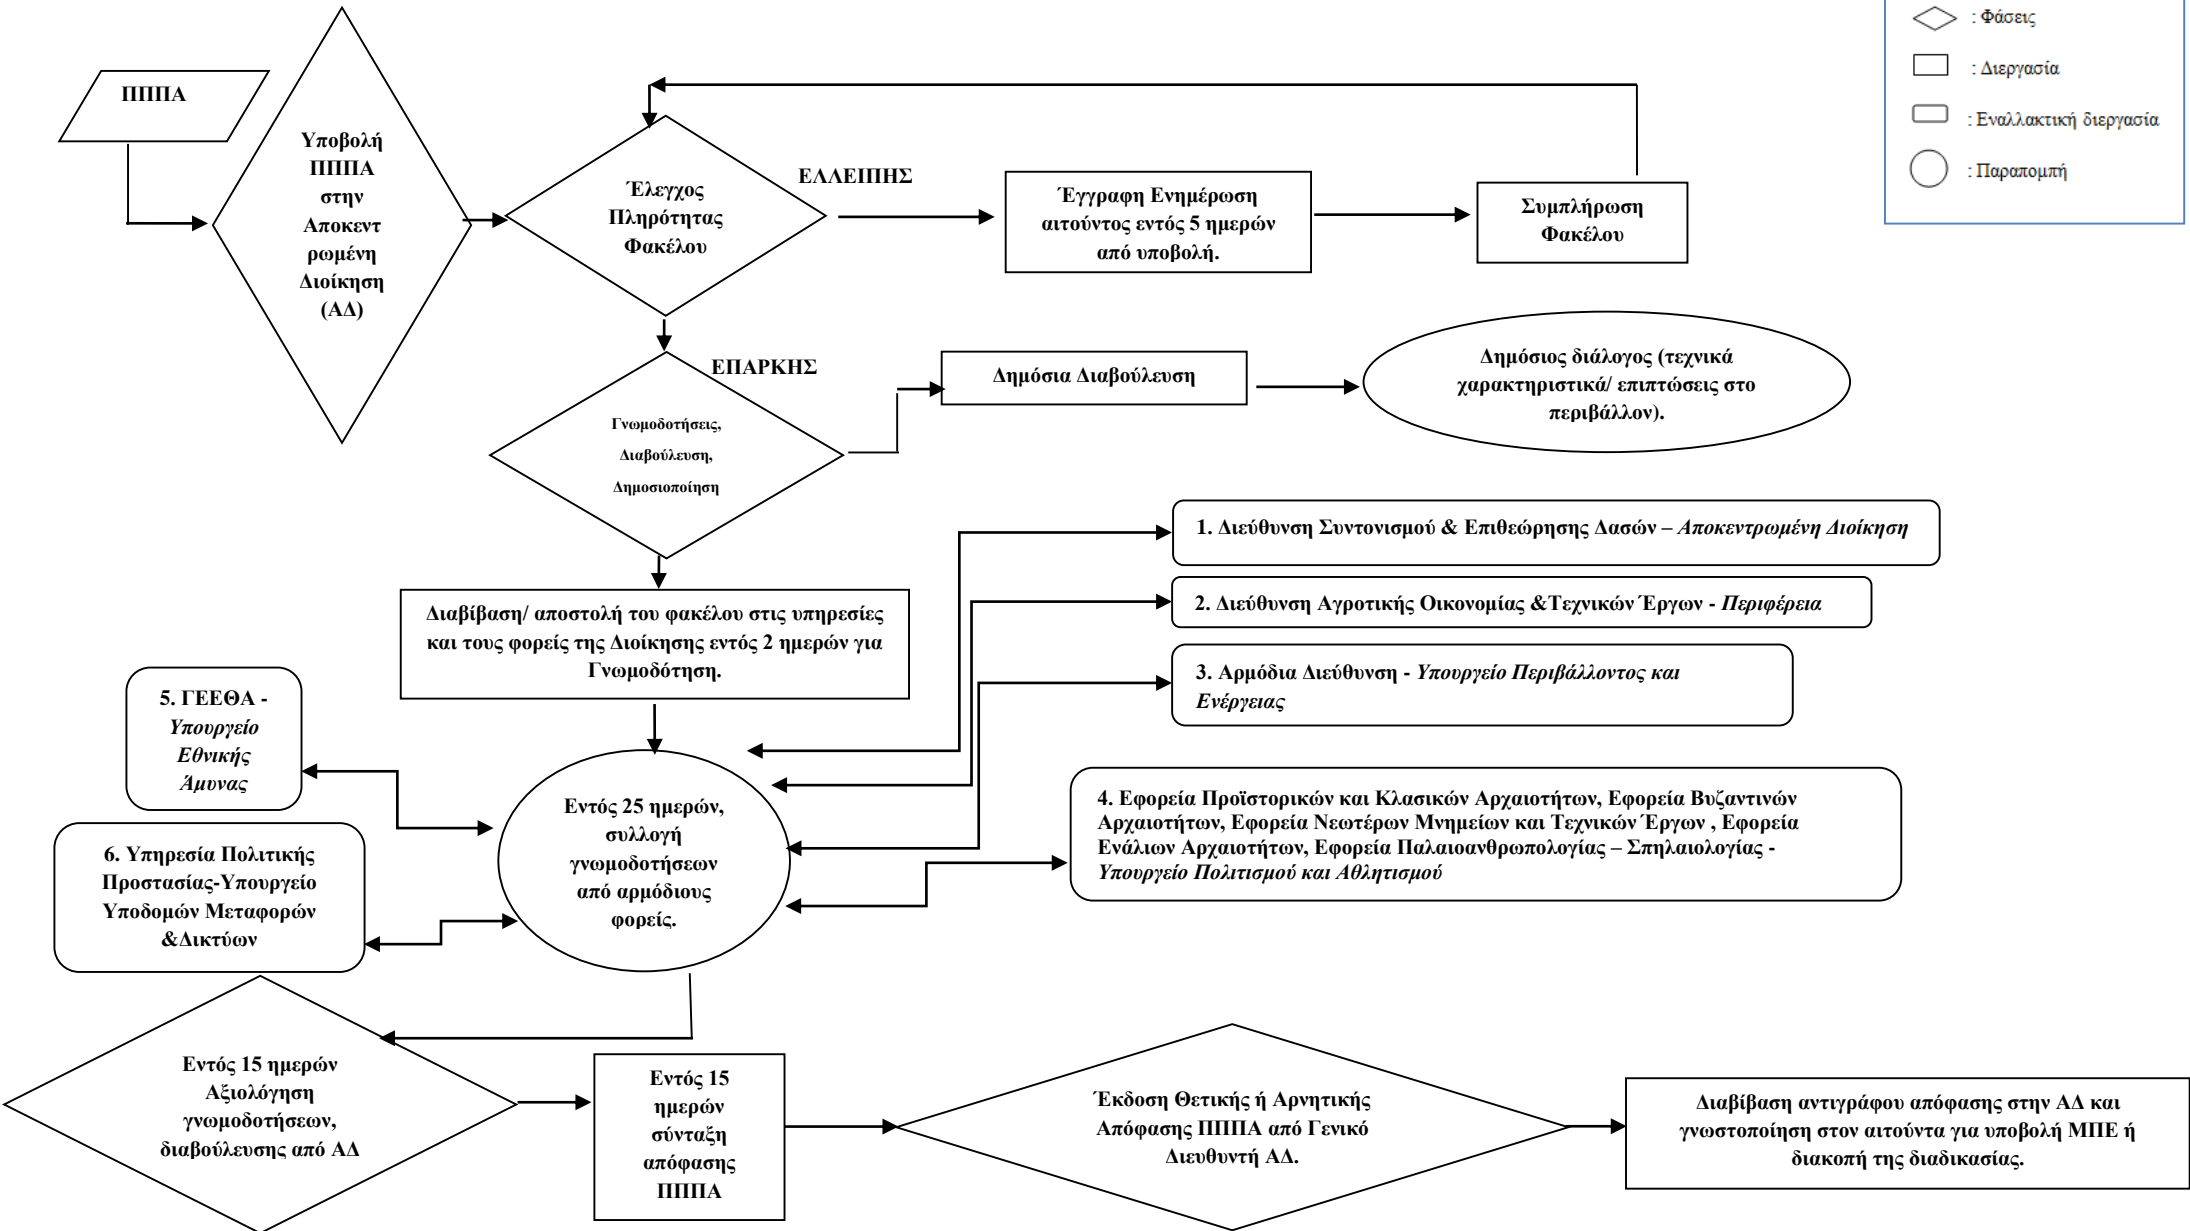 : Φάσεις
: Διεργασία
: Εναλλακτική διεργασία
: Παραπομπή
ΠΠΠΑ
Υποβολή
ΠΠΠΑ
στην
Αποκεντ
ρωμένη
Διοίκηση
(ΑΔ)
Έλεγχος
Πληρότητας
Φακέλου
ΕΛΛΕΙΠΗΣ
Έγγραφη Ενημέρωση
αιτούντος εντός 5 ημερών
από υποβολή.
Συμπλήρωση
Φακέλου
ΕΠΑΡΚΗΣ
Γνωμοδοτήσεις,
Διαβούλευση,
Δημοσιοποίηση
Δημόσια Διαβούλευση
Δημόσιος διάλογος (τεχνικά
χαρακτηριστικά/ επιπτώσεις στο
περιβάλλον).
Διαβίβαση/ αποστολή του φακέλου στις υπηρεσίες
και τους φορείς της Διοίκησης εντός 2 ημερών για
Γνωμοδότηση.
1. Διεύθυνση Συντονισμού & Επιθεώρησης Δασών – Αποκεντρωμένη Διοίκηση
2. Διεύθυνση Αγροτικής Οικονομίας &Τεχνικών Έργων - Περιφέρεια
3. Αρμόδια Διεύθυνση - Υπουργείο Περιβάλλοντος και
Ενέργειας
4. Εφορεία Προϊστορικών και Κλασικών Αρχαιοτήτων, Εφορεία Βυζαντινών
Αρχαιοτήτων, Εφορεία Νεωτέρων Μνημείων και Τεχνικών Έργων , Εφορεία
Ενάλιων Αρχαιοτήτων, Εφορεία Παλαιοανθρωπολογίας – Σπηλαιολογίας -
Υπουργείο Πολιτισμού και Αθλητισμού
5. ΓΕΕΘΑ -
Υπουργείο
Εθνικής
Άμυνας
6. Υπηρεσία Πολιτικής
Προστασίας-Υπουργείο
Υποδομών Μεταφορών
&Δικτύων
Εντός 25 ημερών,
συλλογή
γνωμοδοτήσεων
από αρμόδιους
φορείς.
Εντός 15 ημερών
Αξιολόγηση
γνωμοδοτήσεων,
διαβούλευσης από ΑΔ
Εντός 15
ημερών
σύνταξη
απόφασης
ΠΠΠΑ
Έκδοση Θετικής ή Αρνητικής
Απόφασης ΠΠΠΑ από Γενικό
Διευθυντή ΑΔ.
Διαβίβαση αντιγράφου απόφασης στην ΑΔ και
γνωστοποίηση στον αιτούντα για υποβολή ΜΠΕ ή
διακοπή της διαδικασίας.